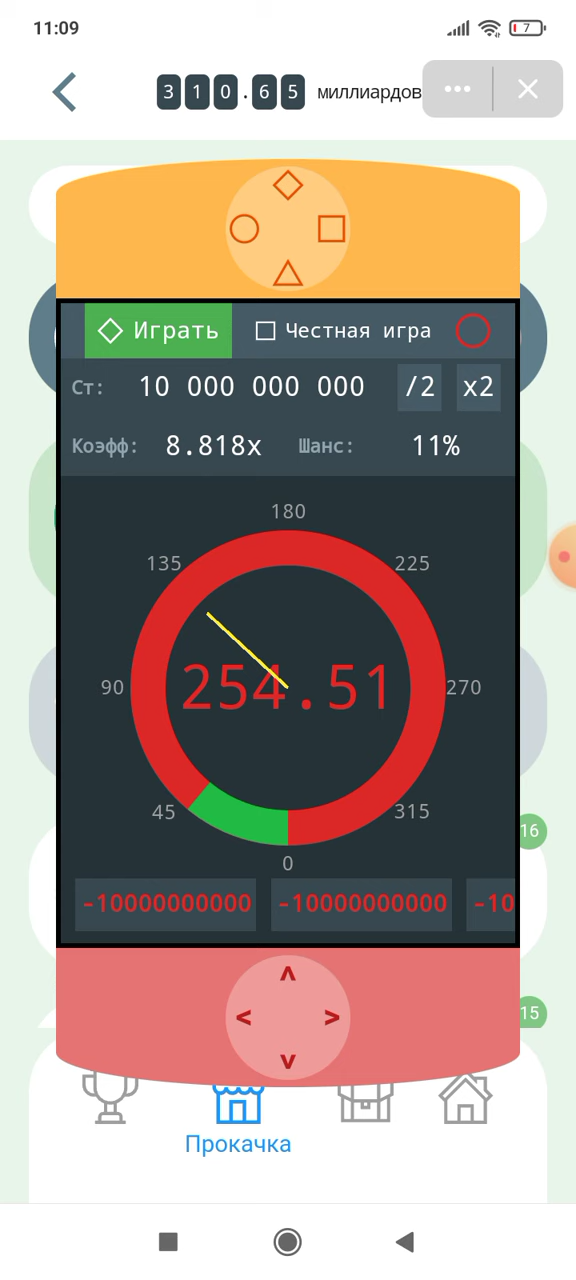 11:09
7
310.65 миллиардов
Играть
Честная игра
Ст: 10 000 000 000 /2 x2
Коэфф: 8.818x Шанс: 11%
180
135 225
90 254.51 270
45 315
0
16
-10000000000 -10000000000 -10
15
< ^ > v
Прокачка